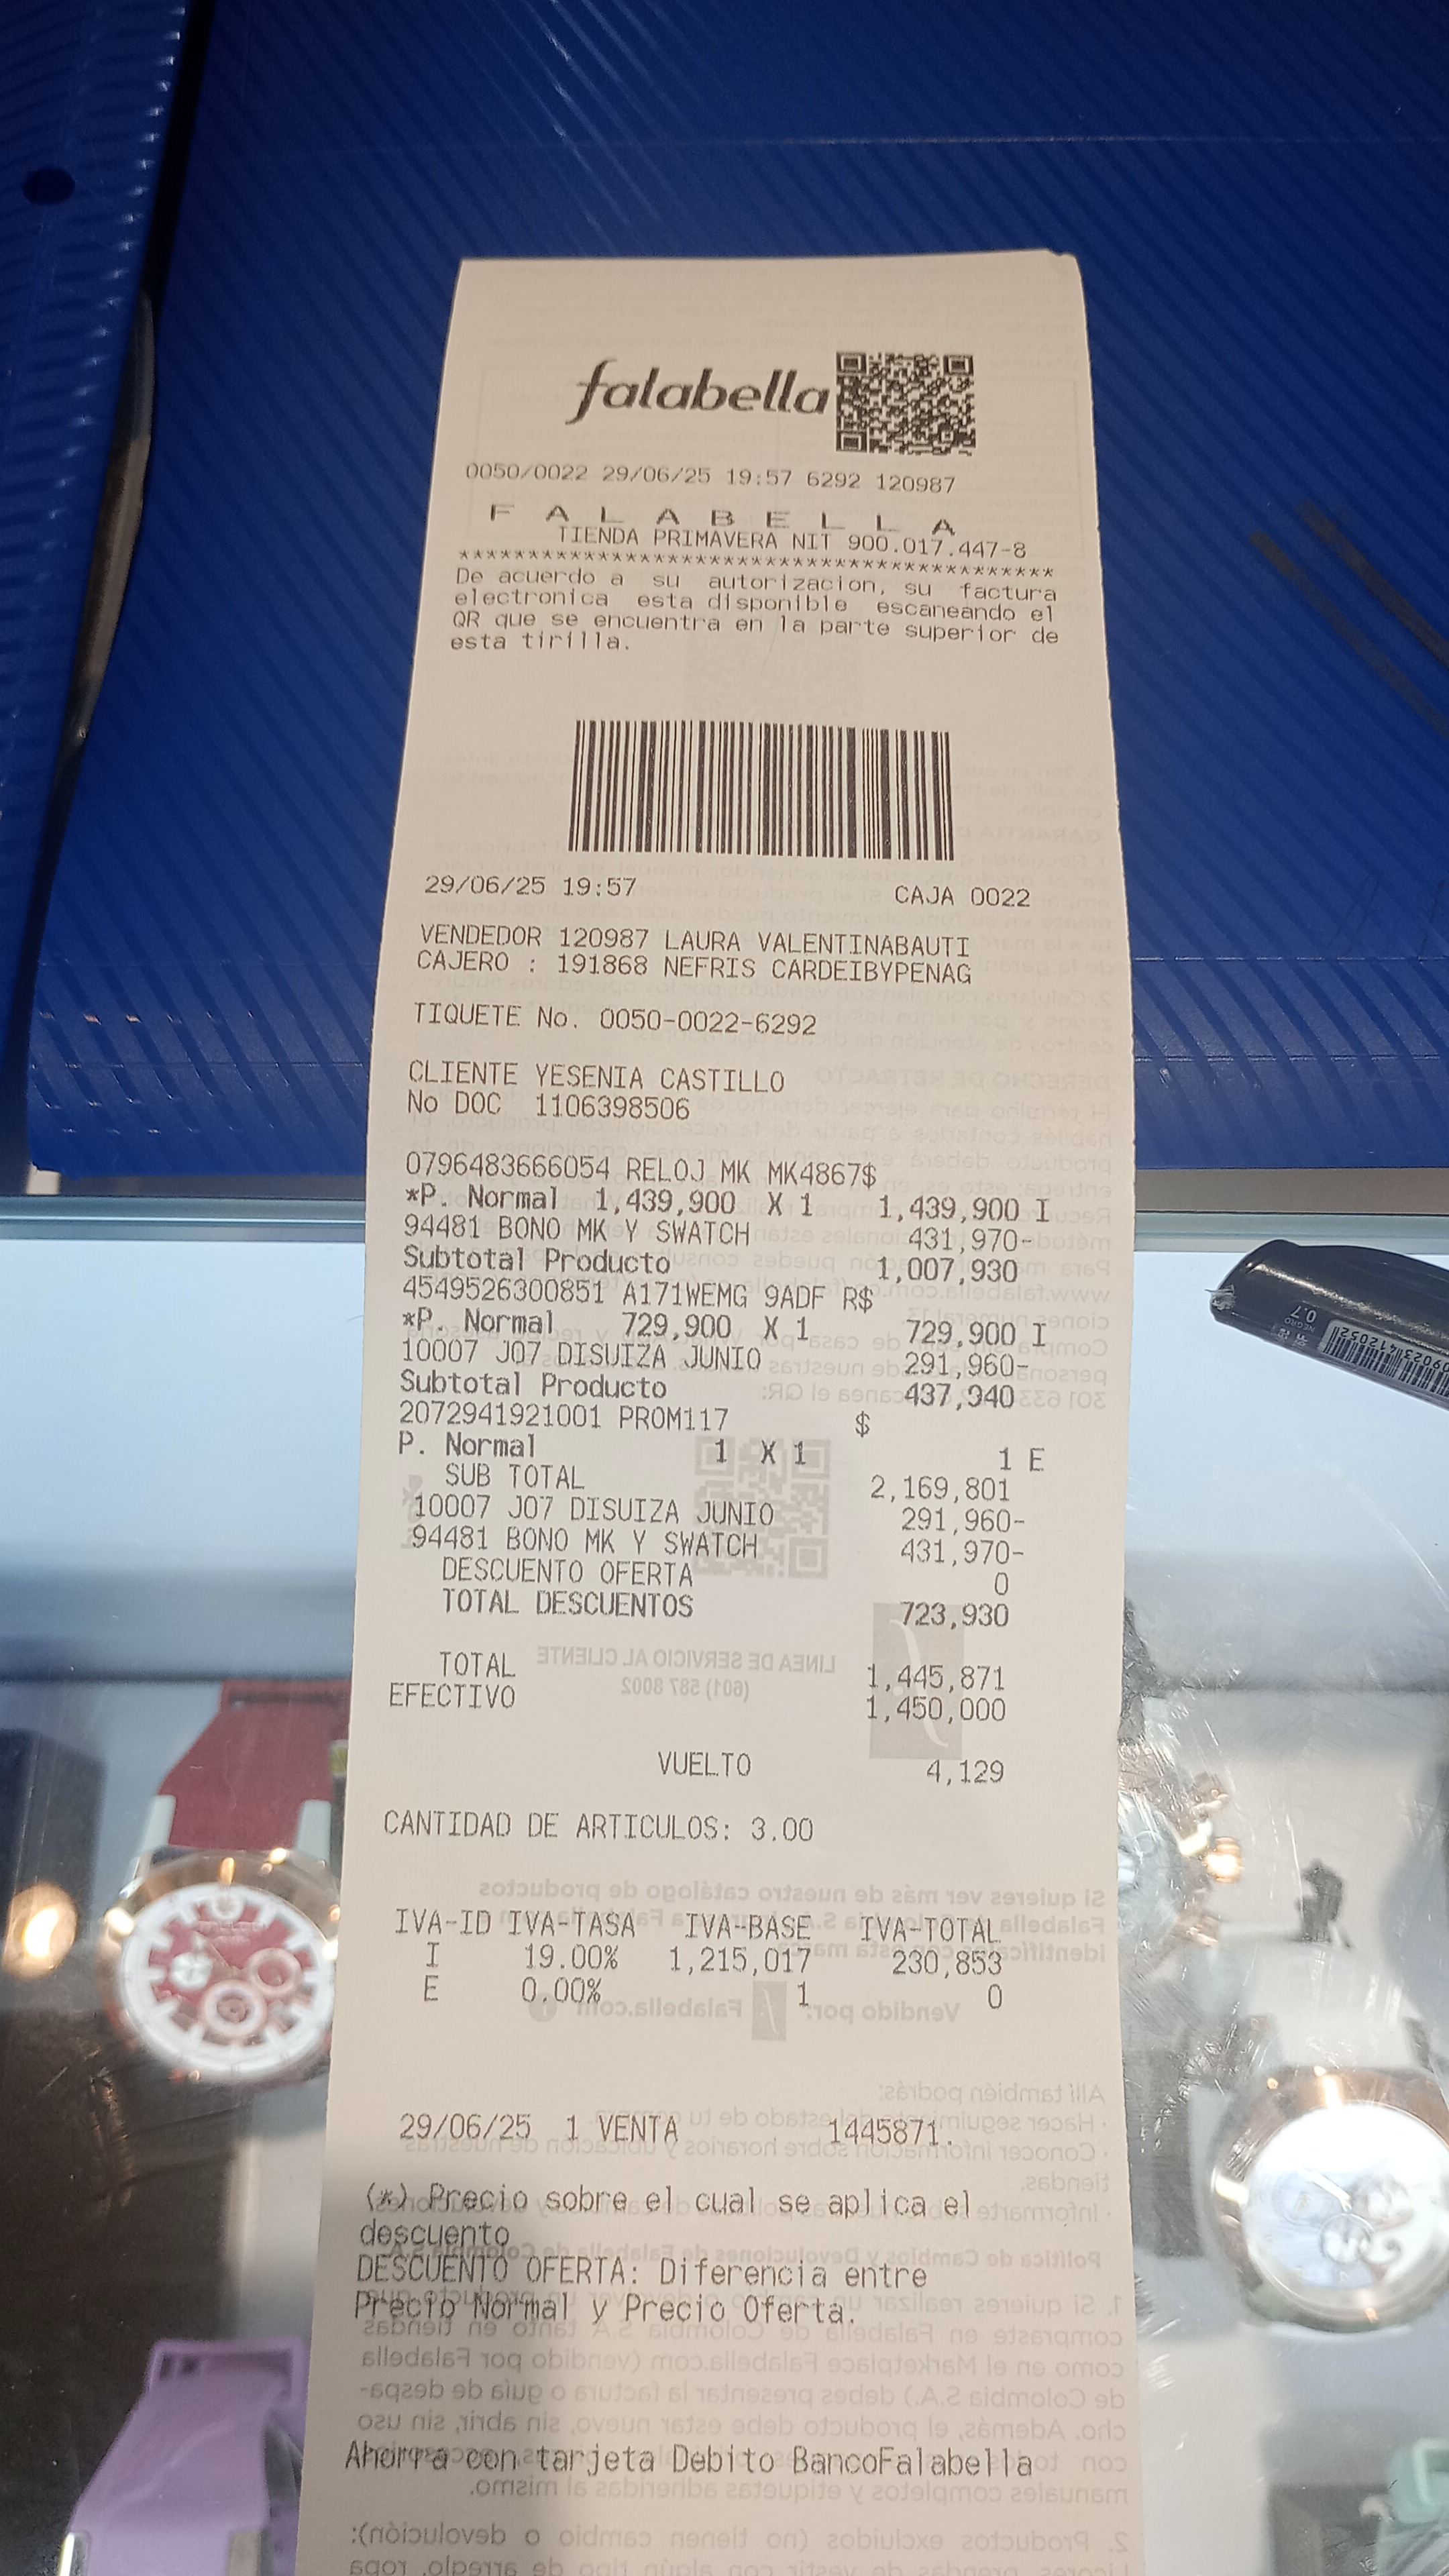 falabella
0050/0022 29/06/25 19:57 6292 120987
F A L A B E L L A
TIENDA PRIMAVERA NIT 900.017.447-8
*******************************************
De acuerdo a su autorizacion, su factura
electronica esta disponible escaneando el
QR que se encuentra en la parte superior de
esta tirilla.
29/06/25 19:57 CAJA 0022
VENDEDOR 120987 LAURA VALENTINABAUTI
CAJERO : 191868 NEFRIS CARDEIBYPENAG
TIQUETE No. 0050-0022-6292
CLIENTE YESENIA CASTILLO
No DOC 1106398506
0796483666054 RELOJ MK MK4867$
*P. Normal 1,439,900 X 1 1,439,900 I
94481 BONO MK Y SWATCH 431,970-
Subtotal Producto 1,007,930
4549526300851 A171WEMG 9ADF R$
*P. Normal 729,900 X 1 729,900 I
10007 J07 DISUIZA JUNIO 291,960-
Subtotal Producto 437,940
2072941921001 PROM117 $
P. Normal 1 X 1 1 E
SUB TOTAL 2,169,801
10007 J07 DISUIZA JUNIO 291,960-
94481 BONO MK Y SWATCH 431,970-
DESCUENTO OFERTA 0
TOTAL DESCUENTOS 723,930
TOTAL 1,445,871
EFECTIVO 1,450,000
VUELTO 4,129
CANTIDAD DE ARTICULOS: 3.00
IVA-ID IVA-TASA IVA-BASE IVA-TOTAL
I 19.00% 1,215,017 230,853
E 0.00% 1 0
29/06/25 1 VENTA 1445871.
(*) Precio sobre el cual se aplica el
descuento
DESCUENTO OFERTA: Diferencia entre
Precio Normal y Precio Oferta.
Ahorra con tarjeta Debito BancoFalabella
NEGRO
0.7